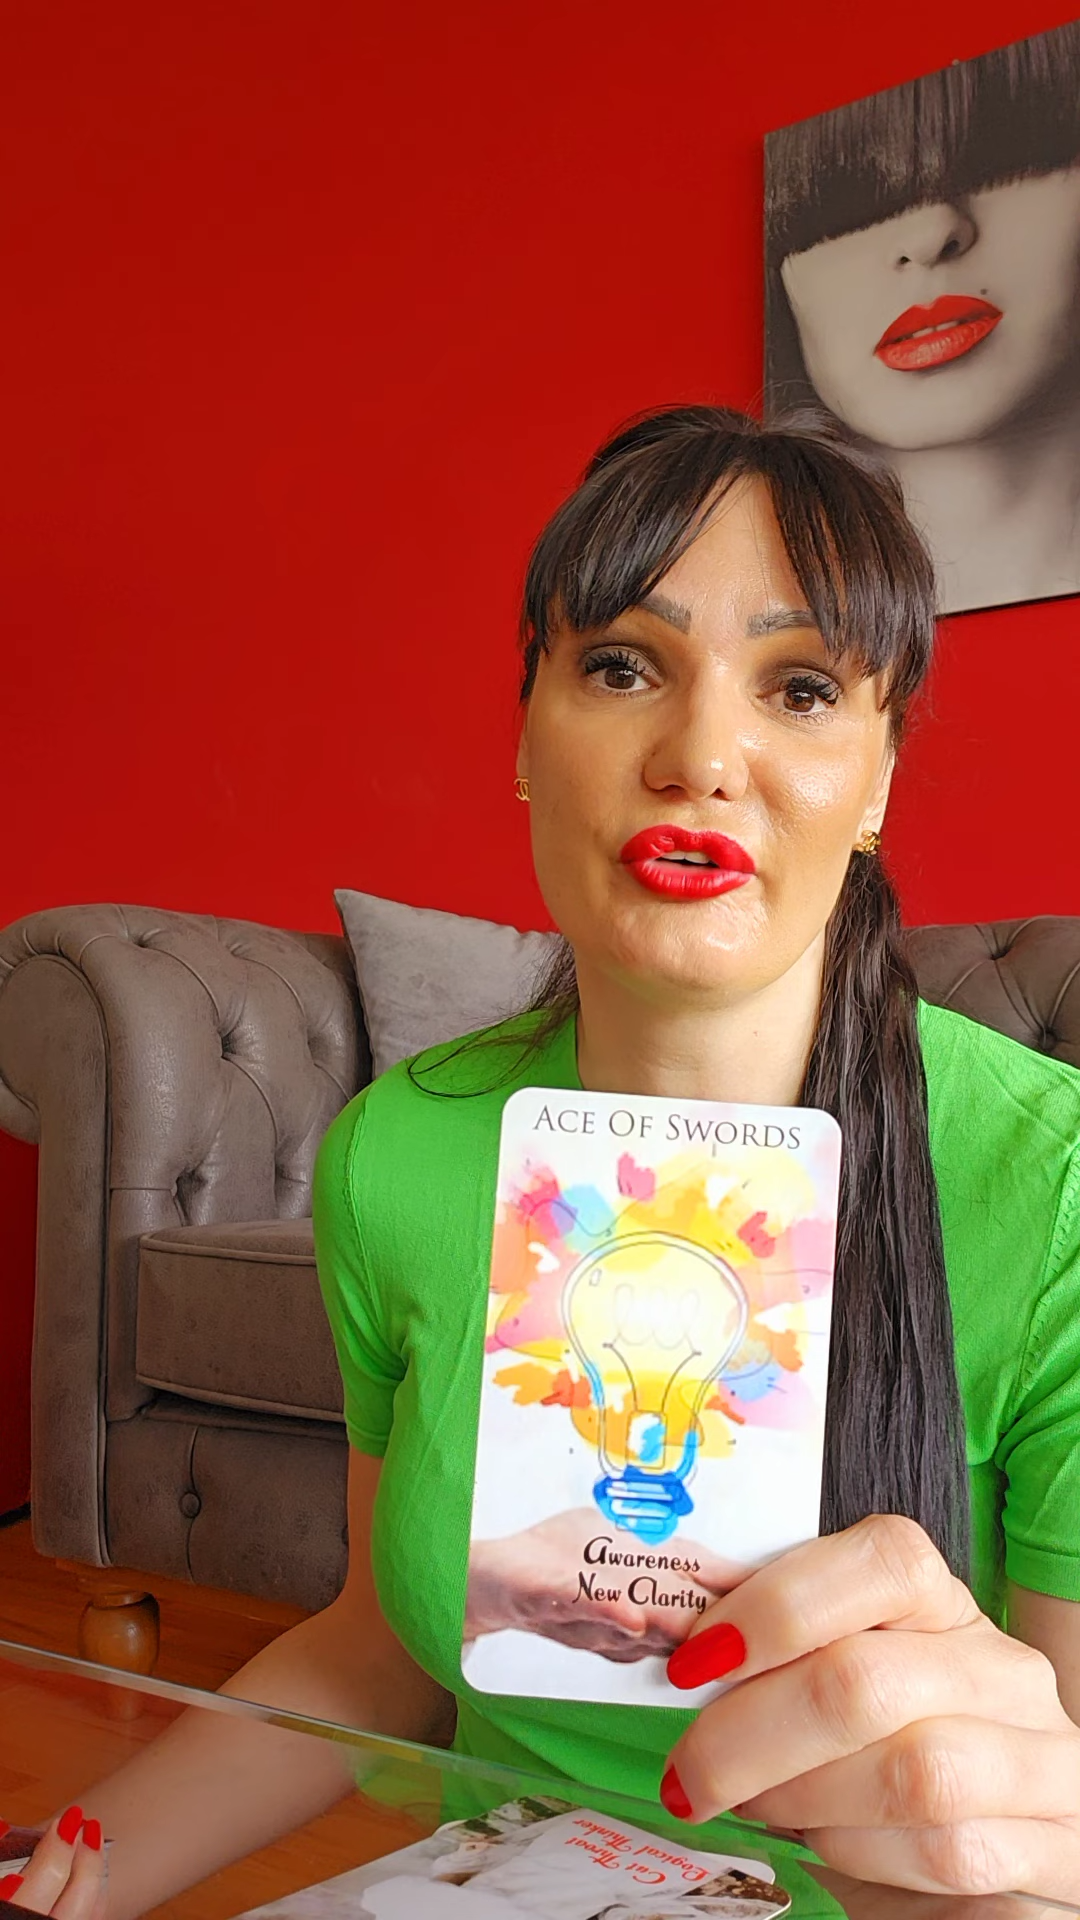 Ace Of Swords
Awareness
New Clarity
Cut Throat
Logical Thinker